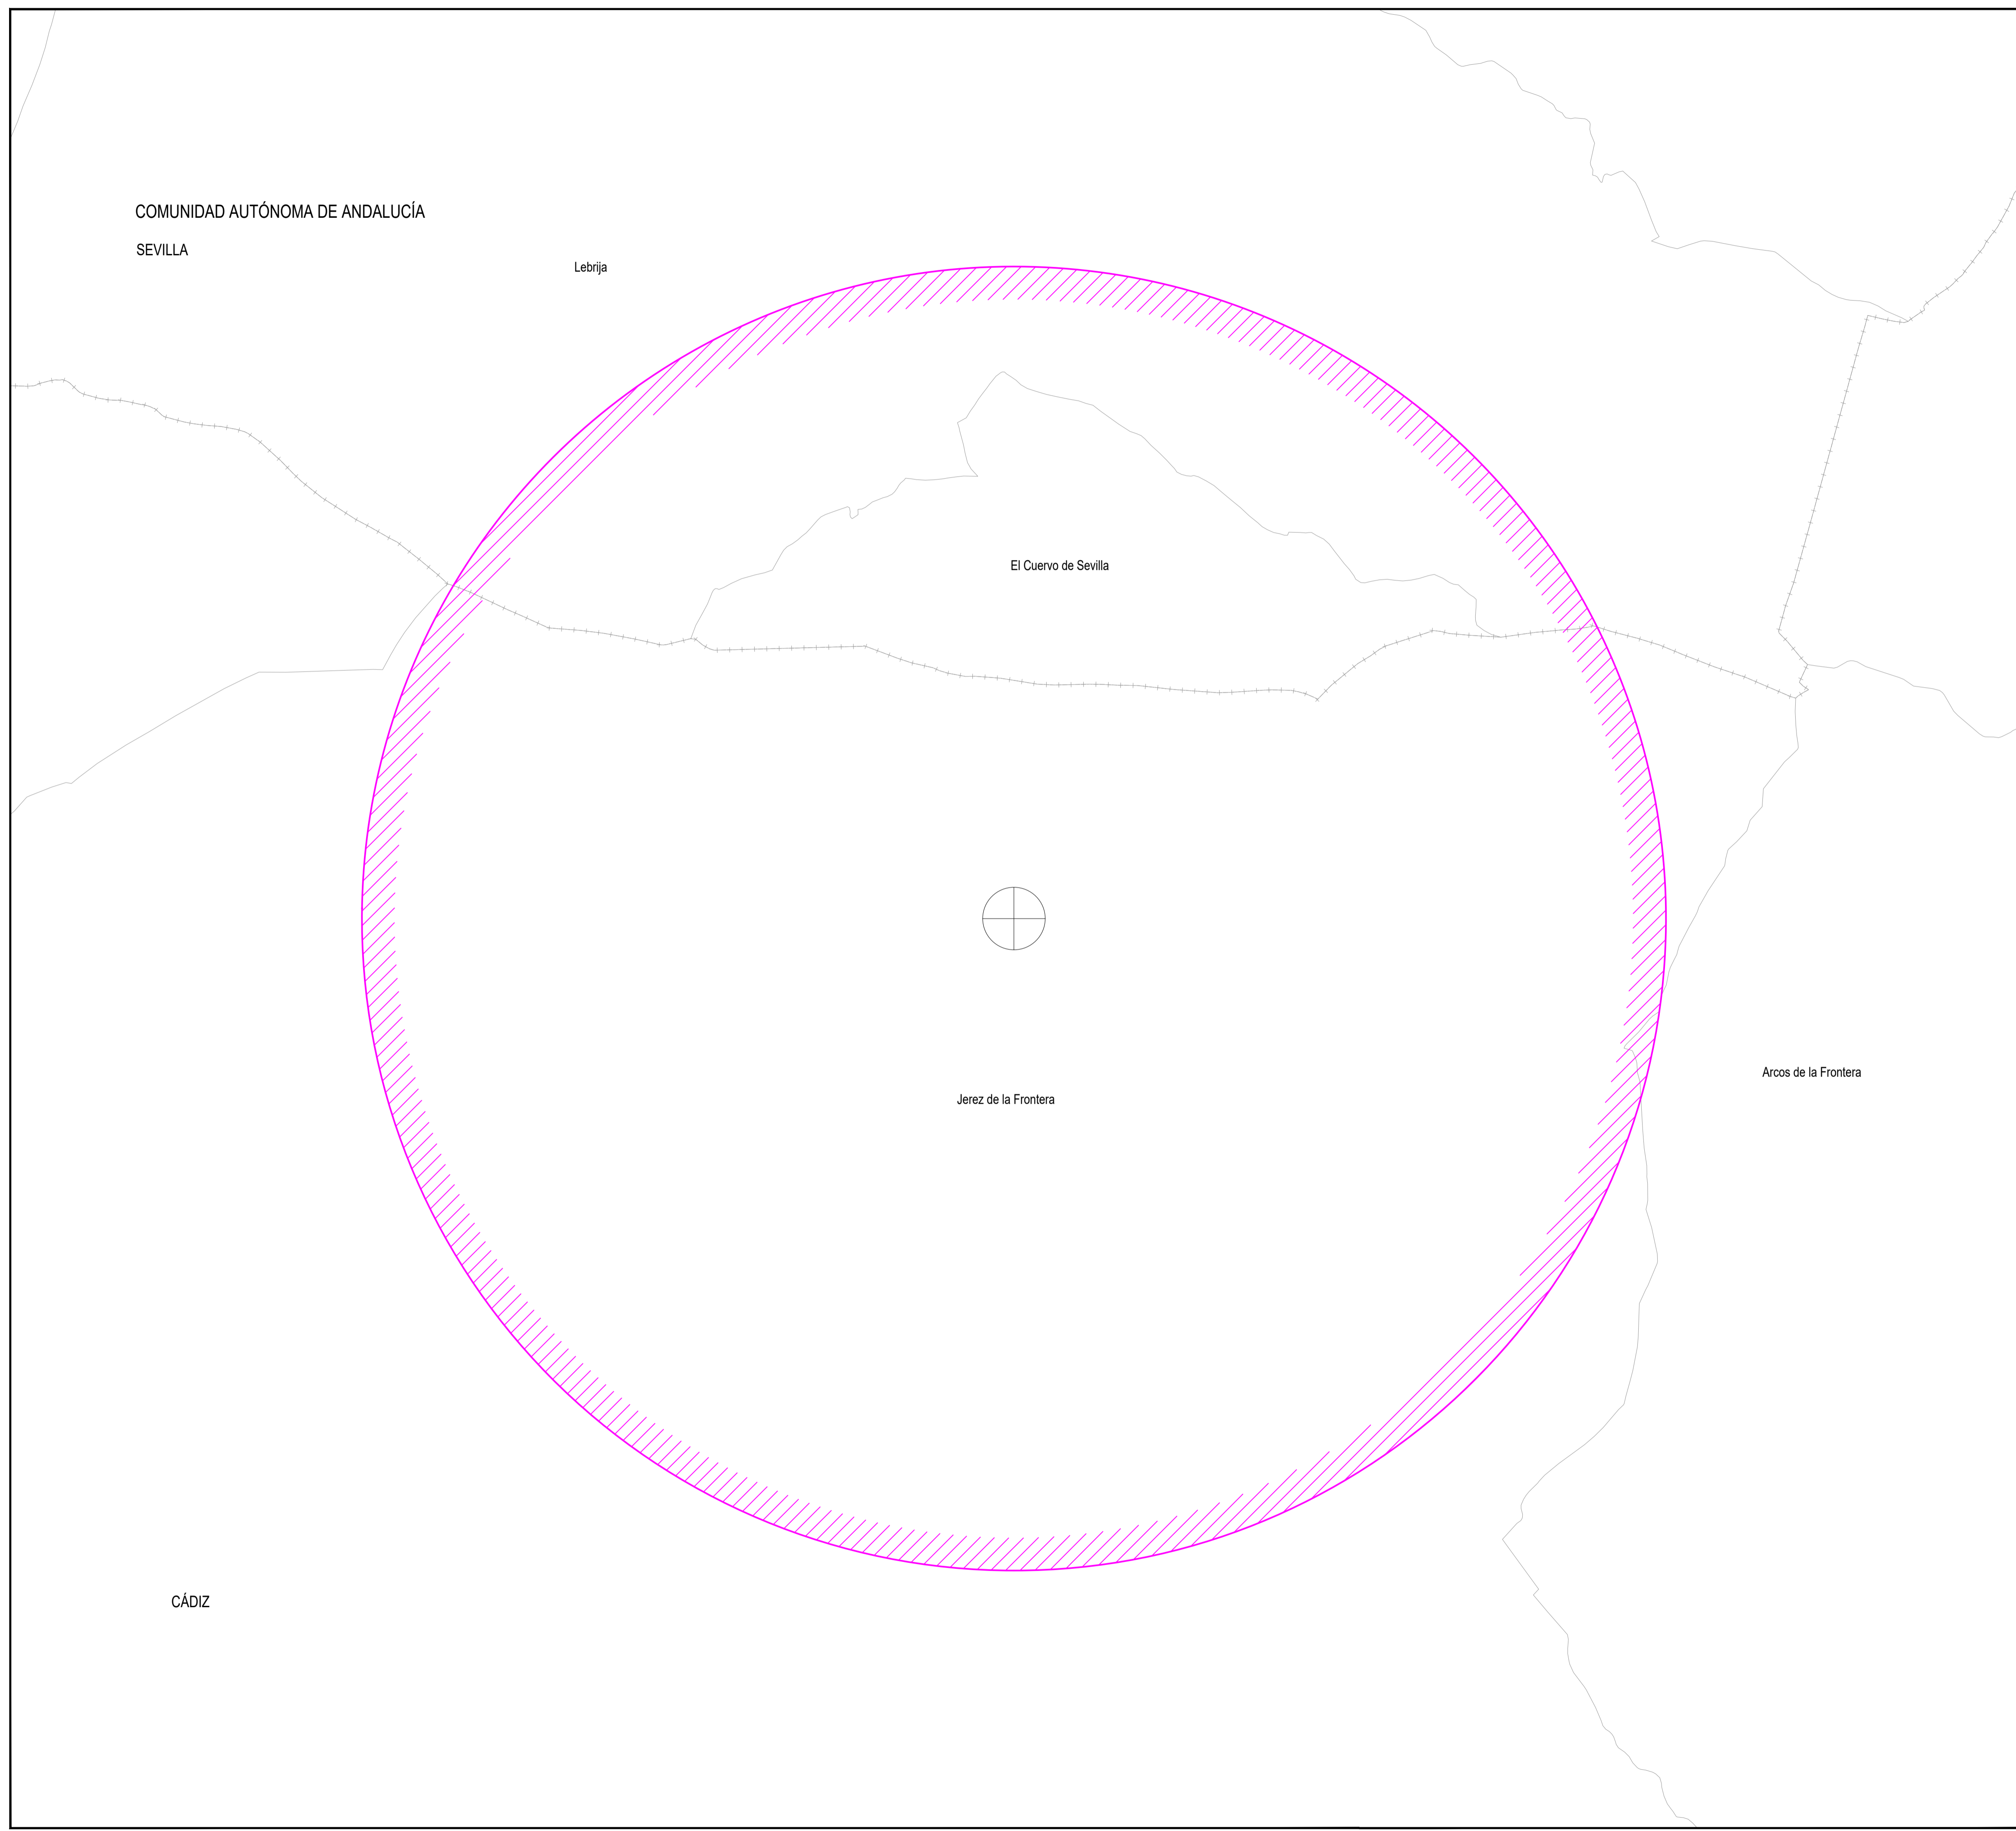 COMUNIDAD AUTÓNOMA DE ANDALUCÍA
SEVILLA
Lebrija
El Cuervo de Sevilla
Arcos de la Frontera
Jerez de la Frontera
CÁDIZ